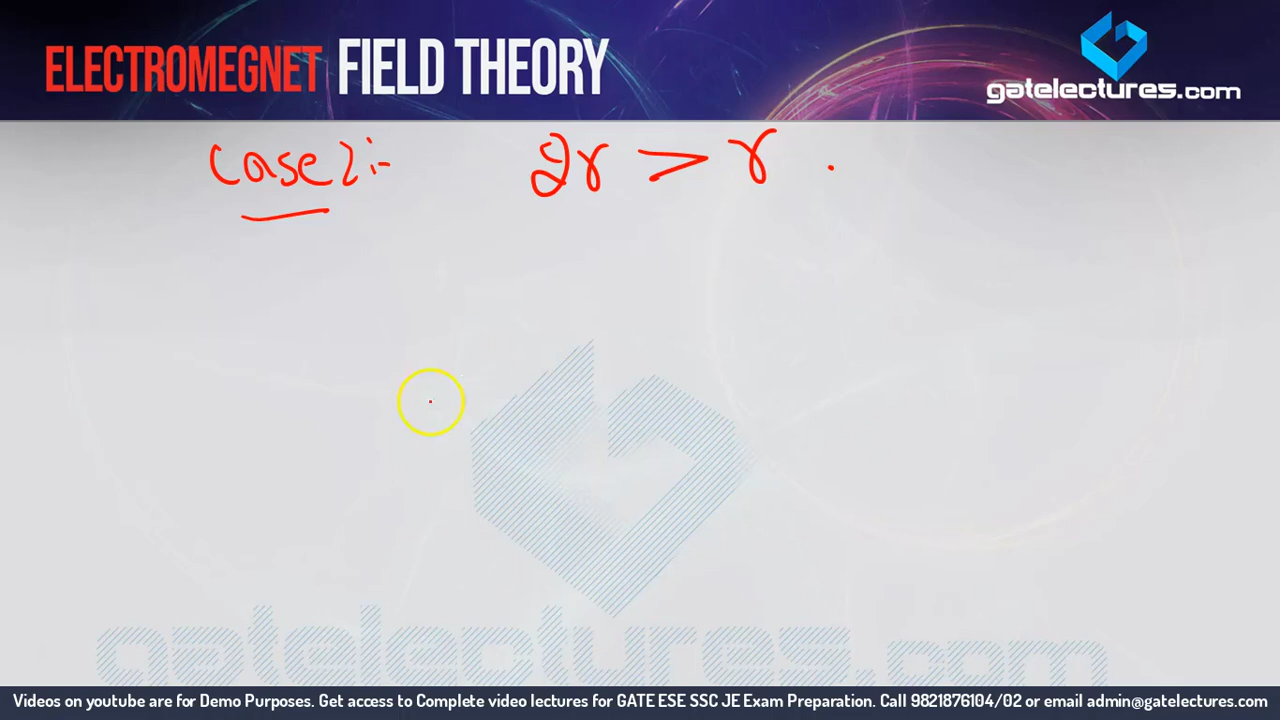 ELECTROMEGNET FIELD THEORY
gatelectures.com
Case 2:-    2r > r .
gatelectures.com
Videos on youtube are for Demo Purposes. Get access to Complete video lectures for GATE ESE SSC JE Exam Preparation. Call 9821876104/02 or email admin@gatelectures.com